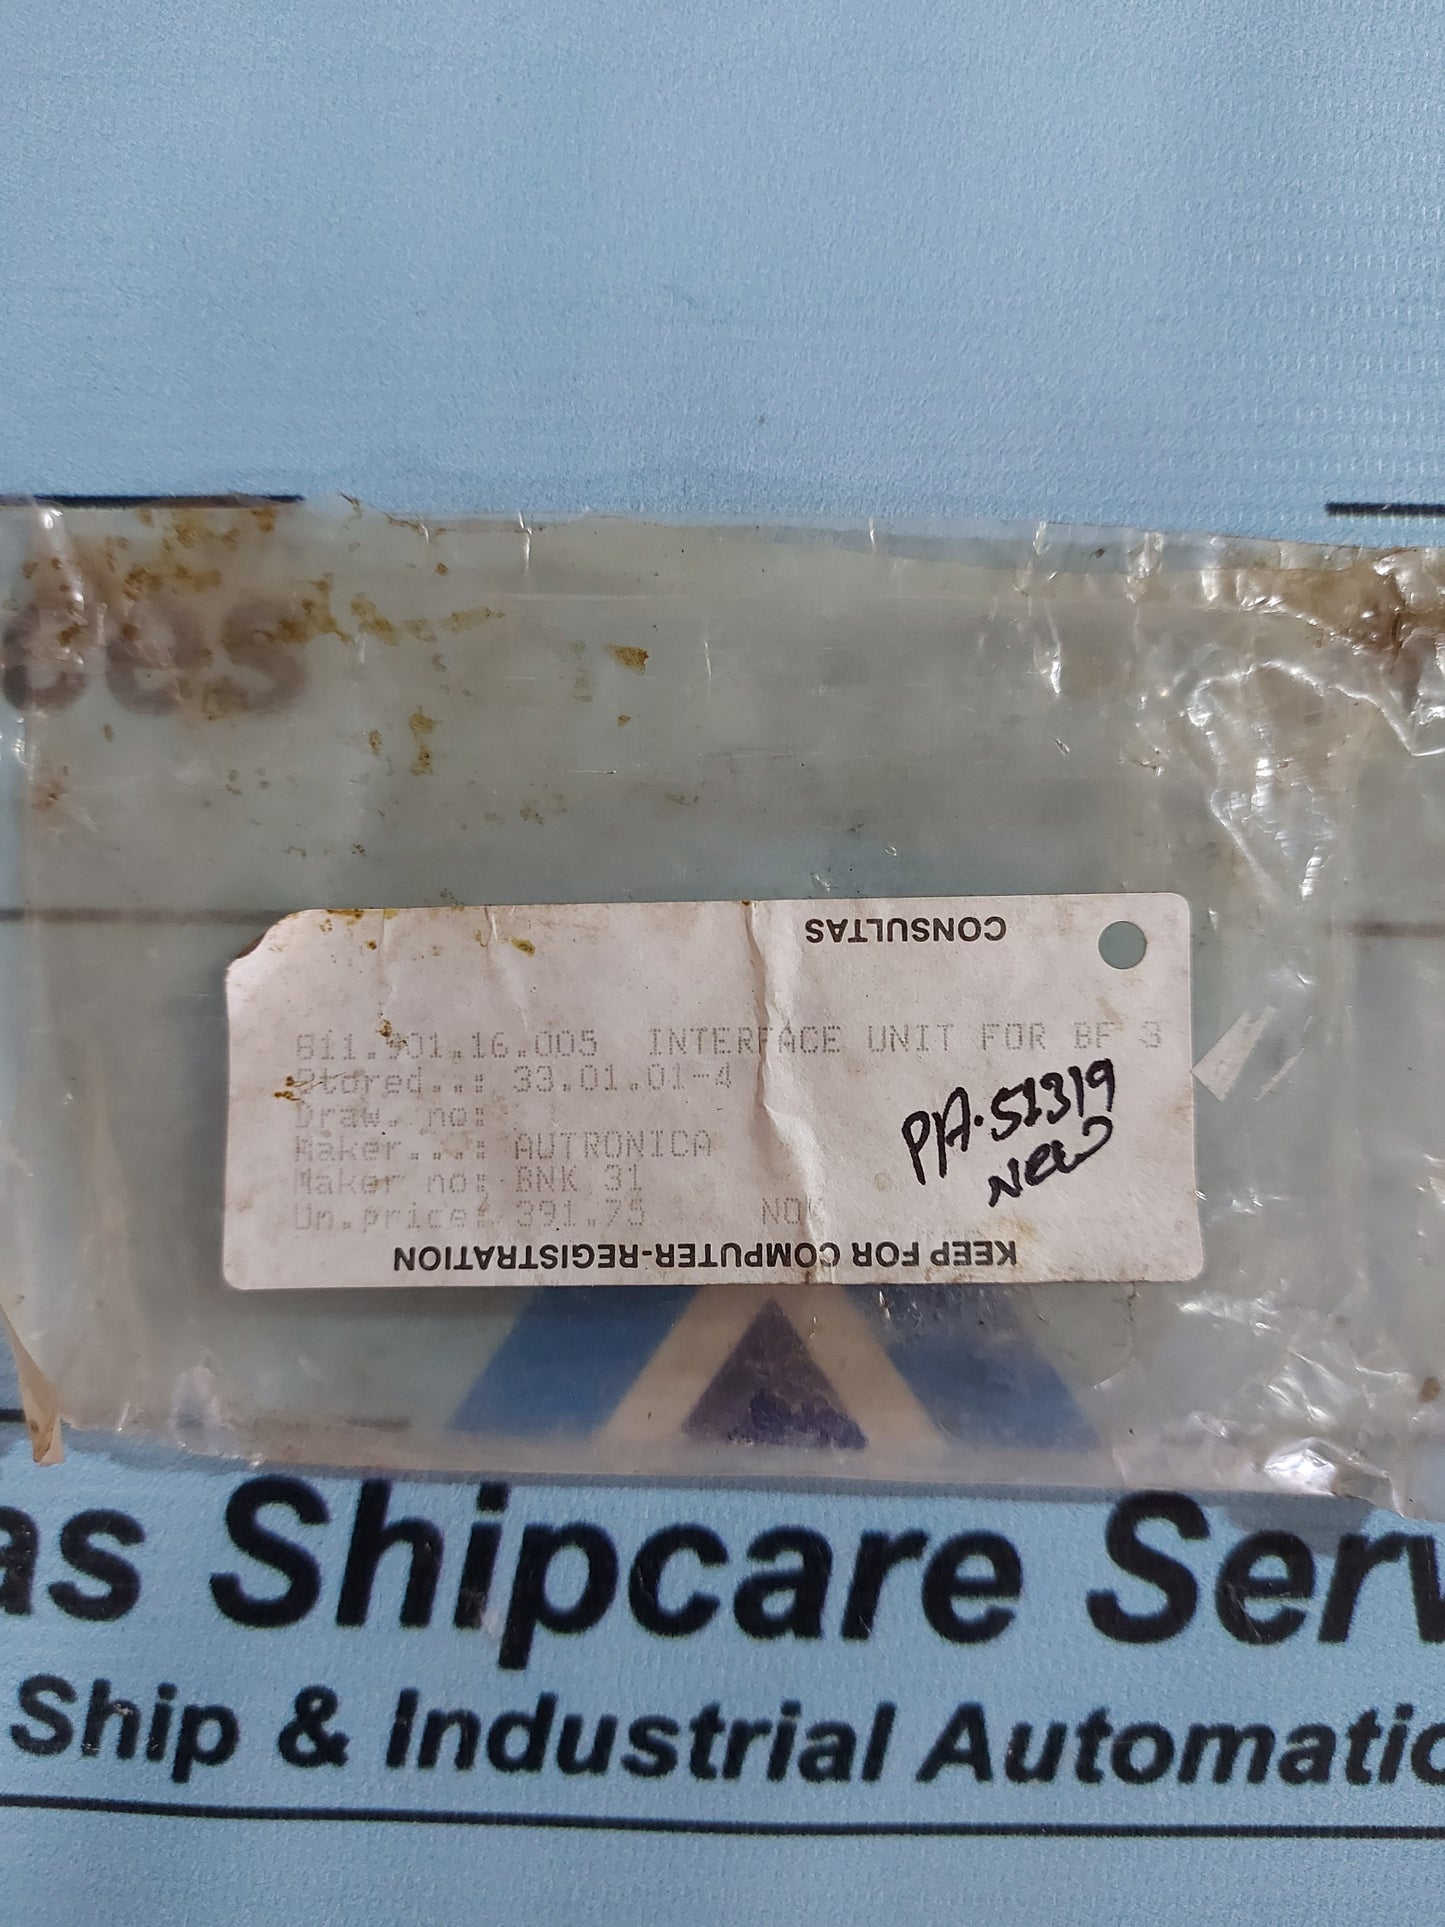 CONSULTAS
811.901.16.005 INTERFACE UNIT FOR BF 3
Stored..: 33.01.01-4
Draw. no:
Maker...: AUTRONICA
Maker no: BNK 31
Un.price: 391.75 NOK
PA.51319
NEW
KEEP FOR COMPUTER-REGISTRATION
as Shipcare Serv
Ship & Industrial Automatio